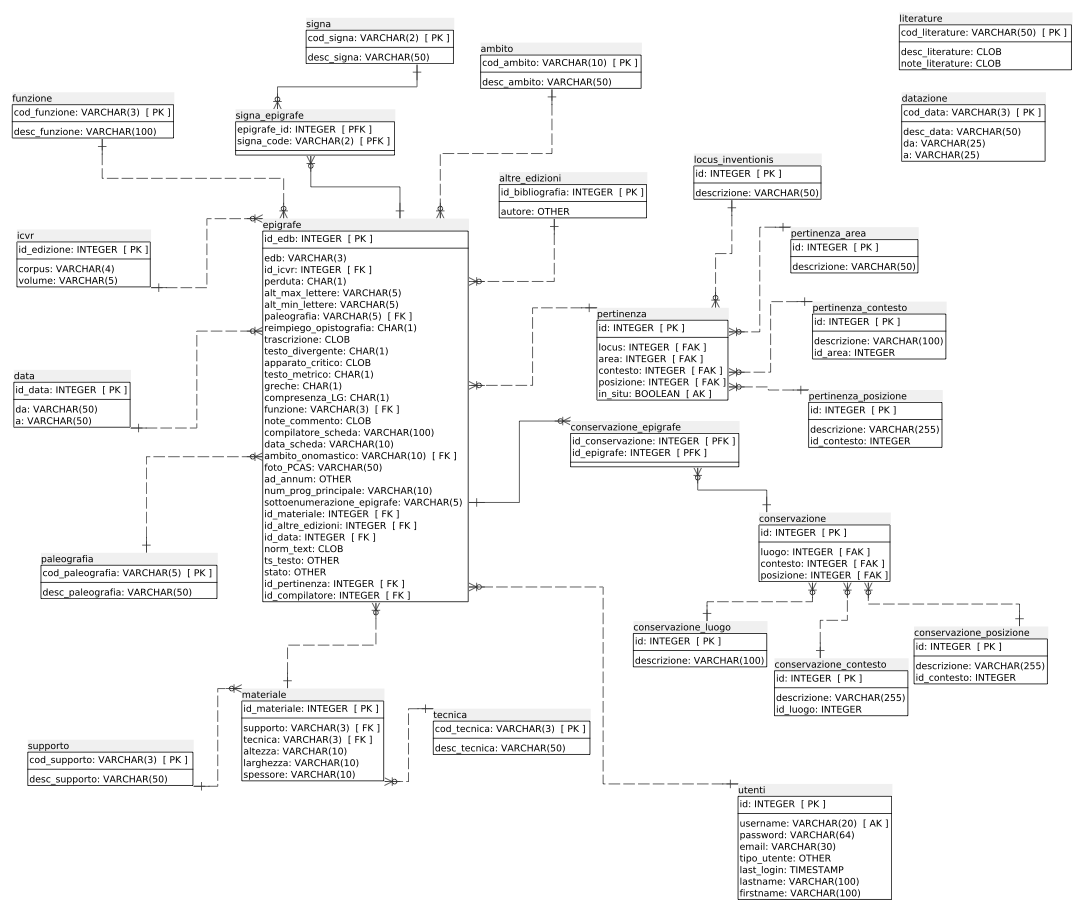 signa
cod_signa: VARCHAR(2)  [ PK ]
desc_signa: VARCHAR(50)
ambito
cod_ambito: VARCHAR(10)  [ PK ]
desc_ambito: VARCHAR(50)
literature
cod_literature: VARCHAR(50)  [ PK ]
desc_literature: CLOB
note_literature: CLOB
funzione
cod_funzione: VARCHAR(3)  [ PK ]
desc_funzione: VARCHAR(100)
signa_epigrafe
epigrafe_id: INTEGER  [ PFK ]
signa_code: VARCHAR(2)  [ PFK ]
datazione
cod_data: VARCHAR(3)  [ PK ]
desc_data: VARCHAR(50)
da: VARCHAR(25)
a: VARCHAR(25)
altre_edizioni
id_bibliografia: INTEGER  [ PK ]
autore: OTHER
locus_inventionis
id: INTEGER  [ PK ]
descrizione: VARCHAR(50)
icvr
id_edizione: INTEGER  [ PK ]
corpus: VARCHAR(4)
volume: VARCHAR(5)
epigrafe
id_edb: INTEGER  [ PK ]
edb: VARCHAR(3)
id_icvr: INTEGER  [ FK ]
perduta: CHAR(1)
alt_max_lettere: VARCHAR(5)
alt_min_lettere: VARCHAR(5)
paleografia: VARCHAR(5)  [ FK ]
reimpiego_opistografia: CHAR(1)
trascrizione: CLOB
testo_divergente: CHAR(1)
apparato_critico: CLOB
testo_metrico: CHAR(1)
greche: CHAR(1)
compresenza_LG: CHAR(1)
funzione: VARCHAR(3)  [ FK ]
note_commento: CLOB
compilatore_scheda: VARCHAR(100)
data_scheda: VARCHAR(10)
ambito_onomastico: VARCHAR(10)  [ FK ]
foto_PCAS: VARCHAR(50)
ad_annum: OTHER
num_prog_principale: VARCHAR(10)
sottoenumerazione_epigrafe: VARCHAR(5)
id_materiale: INTEGER  [ FK ]
id_altre_edizioni: INTEGER  [ FK ]
id_data: INTEGER  [ FK ]
norm_text: CLOB
ts_testo: OTHER
stato: OTHER
id_pertinenza: INTEGER  [ FK ]
id_compilatore: INTEGER  [ FK ]
pertinenza_area
id: INTEGER  [ PK ]
descrizione: VARCHAR(50)
pertinenza
id: INTEGER  [ PK ]
locus: INTEGER  [ FAK ]
area: INTEGER  [ FAK ]
contesto: INTEGER  [ FAK ]
posizione: INTEGER  [ FAK ]
in_situ: BOOLEAN  [ AK ]
pertinenza_contesto
id: INTEGER  [ PK ]
descrizione: VARCHAR(100)
id_area: INTEGER
data
id_data: INTEGER  [ PK ]
da: VARCHAR(50)
a: VARCHAR(50)
pertinenza_posizione
id: INTEGER  [ PK ]
descrizione: VARCHAR(255)
id_contesto: INTEGER
conservazione_epigrafe
id_conservazione: INTEGER  [ PFK ]
id_epigrafe: INTEGER  [ PFK ]
conservazione
id: INTEGER  [ PK ]
luogo: INTEGER  [ FAK ]
contesto: INTEGER  [ FAK ]
posizione: INTEGER  [ FAK ]
paleografia
cod_paleografia: VARCHAR(5)  [ PK ]
desc_paleografia: VARCHAR(50)
conservazione_luogo
id: INTEGER  [ PK ]
descrizione: VARCHAR(100)
conservazione_contesto
id: INTEGER  [ PK ]
descrizione: VARCHAR(255)
id_luogo: INTEGER
conservazione_posizione
id: INTEGER  [ PK ]
descrizione: VARCHAR(255)
id_contesto: INTEGER
materiale
id_materiale: INTEGER  [ PK ]
supporto: VARCHAR(3)  [ FK ]
tecnica: VARCHAR(3)  [ FK ]
altezza: VARCHAR(10)
larghezza: VARCHAR(10)
spessore: VARCHAR(10)
tecnica
cod_tecnica: VARCHAR(3)  [ PK ]
desc_tecnica: VARCHAR(50)
supporto
cod_supporto: VARCHAR(3)  [ PK ]
desc_supporto: VARCHAR(50)
utenti
id: INTEGER  [ PK ]
username: VARCHAR(20)  [ AK ]
password: VARCHAR(64)
email: VARCHAR(30)
tipo_utente: OTHER
last_login: TIMESTAMP
lastname: VARCHAR(100)
firstname: VARCHAR(100)